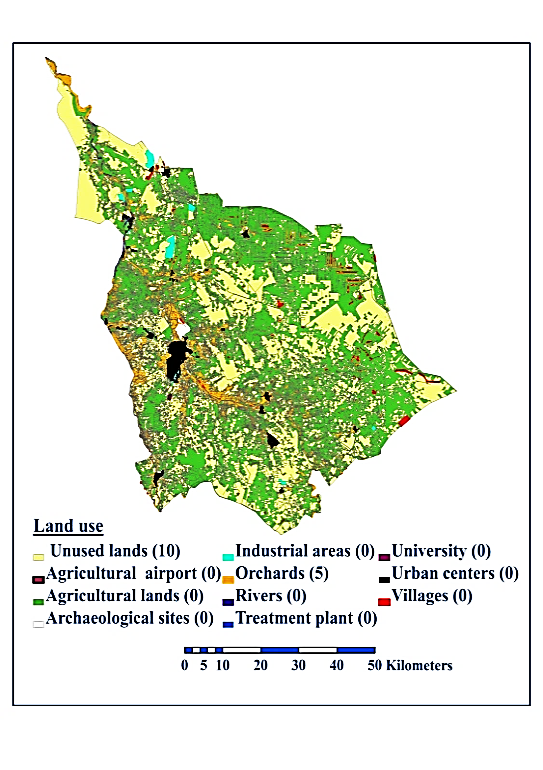 Land use
Unused lands (10) Industrial areas (0) University (0)
Agricultural airport (0) Orchards (5) Urban centers (0)
Agricultural lands (0) Rivers (0) Villages (0)
Archaeological sites (0) Treatment plant (0)
0 5 10 20 30 40 50 Kilometers